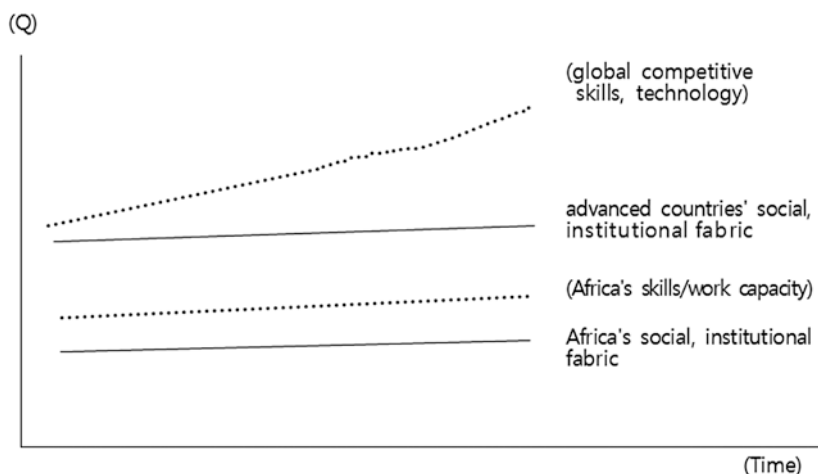 (Q)
(global competitive
skills, technology)
advanced countries' social,
institutional fabric
(Africa's skills/work capacity)
Africa's social, institutional
fabric
(Time)